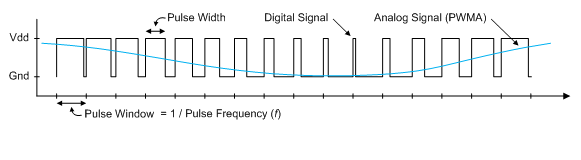 Pulse Width
Digital Signal
Analog Signal (PWMA)
Vdd
Gnd
Pulse Window = 1 / Pulse Frequency (f)